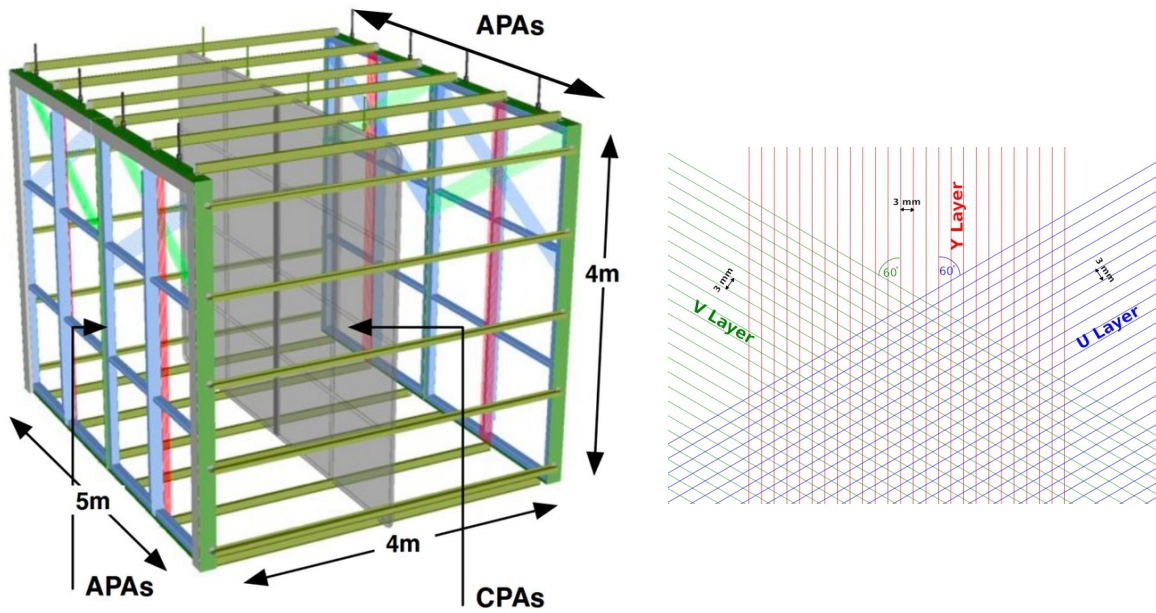 APAs
4m
5m
4m
APAs
CPAs
3 mm
Y Layer
60°
60°
3 mm
V Layer
3 mm
U Layer